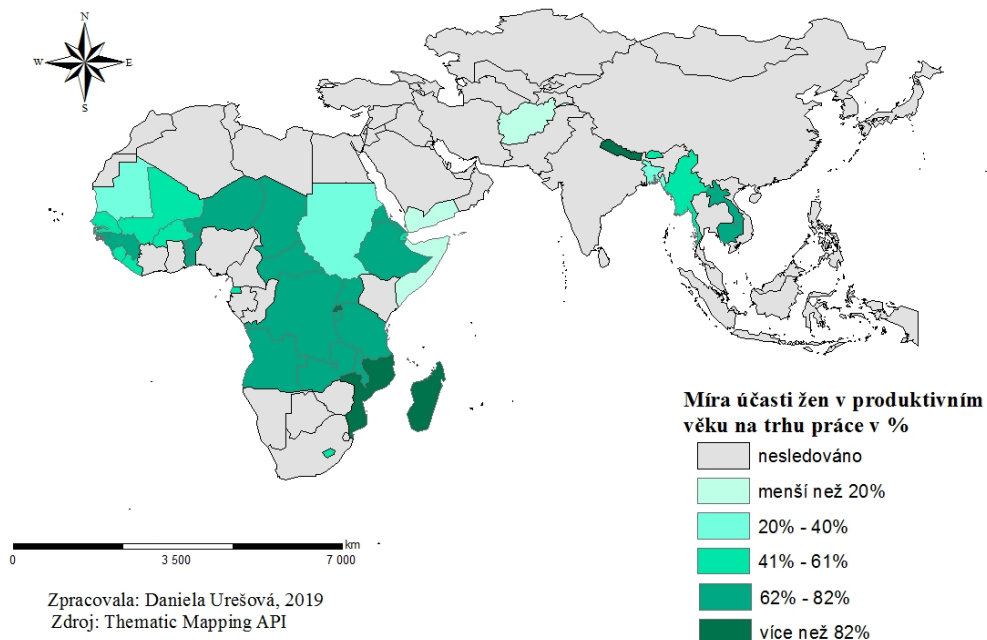 N
W E
S
Míra účasti žen v produktivním
věku na trhu práce v %
nesledováno
menší než 20%
20% - 40%
41% - 61%
62% - 82%
více než 82%
km
0 3 500 7 000
Zpracovala: Daniela Urešová, 2019
Zdroj: Thematic Mapping API